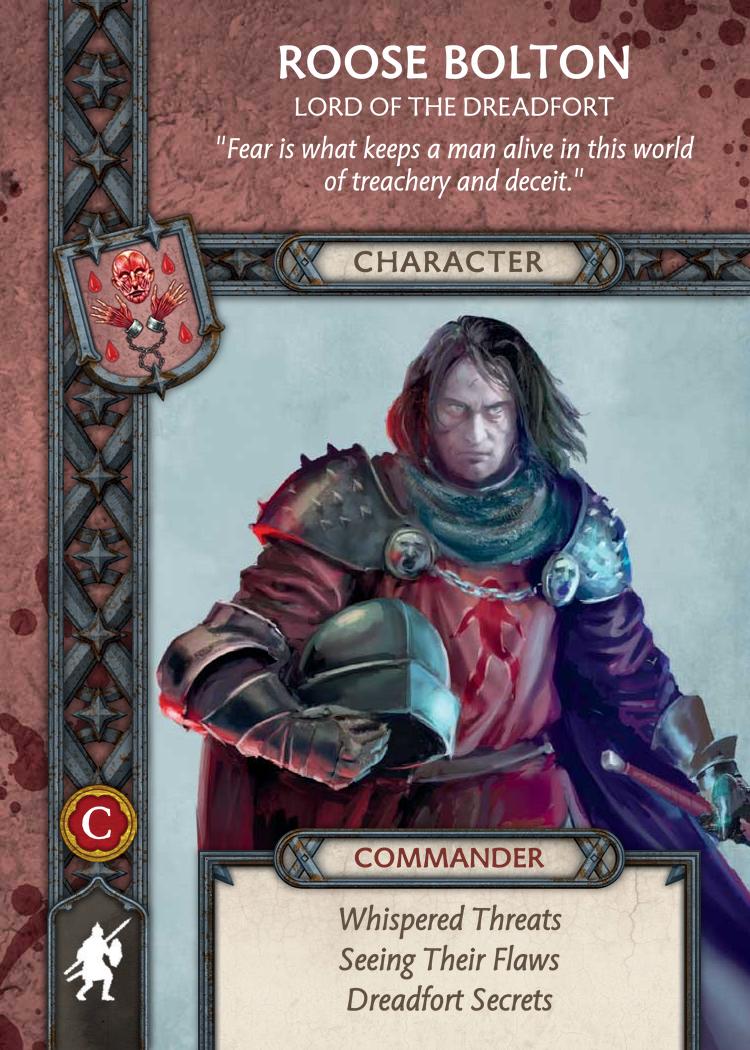 ROOSE BOLTON
LORD OF THE DREADFORT
"Fear is what keeps a man alive in this world
of treachery and deceit."
CHARACTER
C
COMMANDER
Whispered Threats
Seeing Their Flaws
Dreadfort Secrets